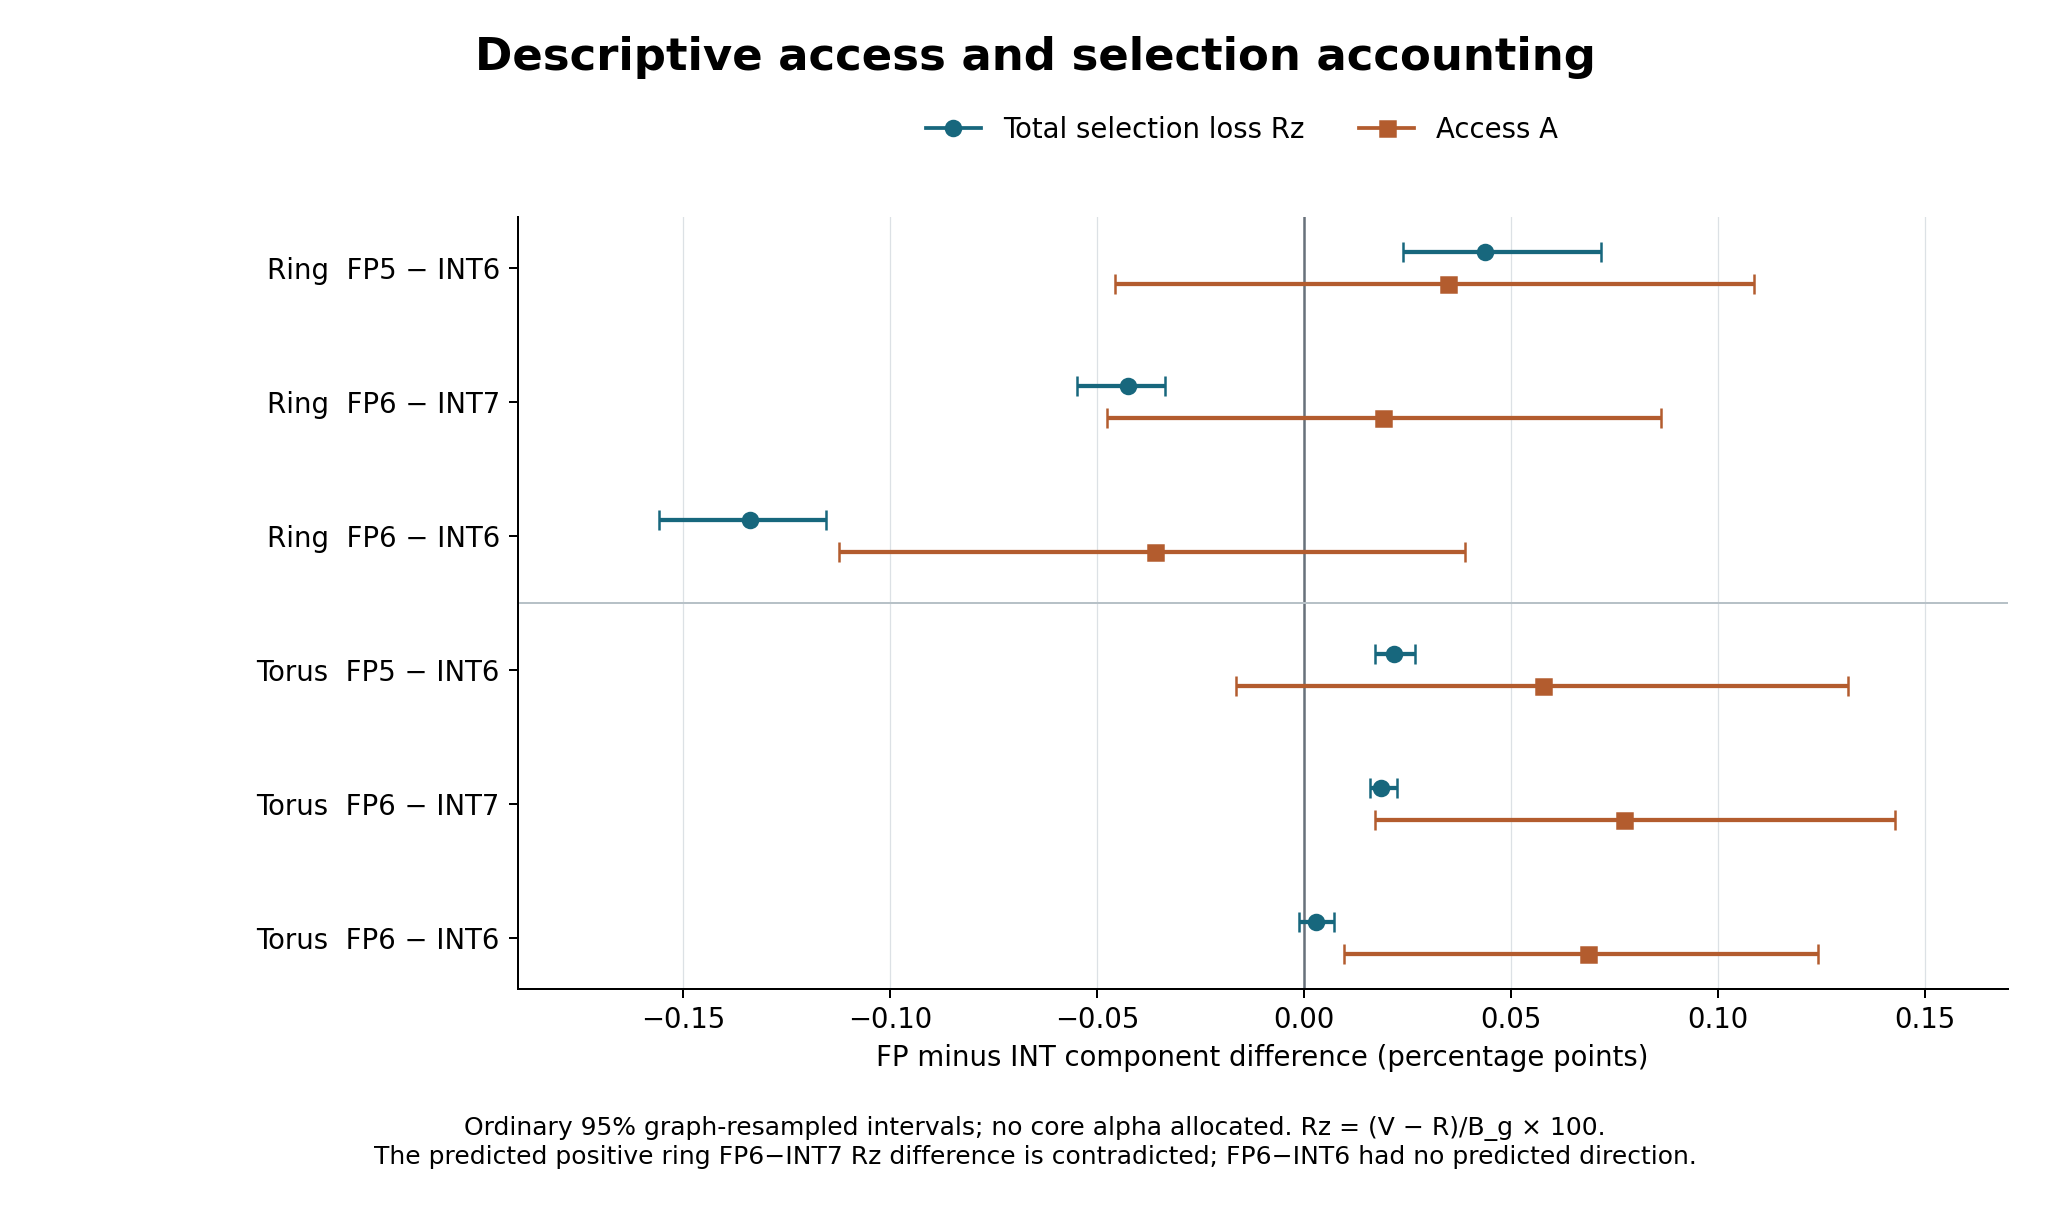 Descriptive access and selection accounting
Total selection loss Rz
Access A
Ring FP5 − INT6
Ring FP6 − INT7
Ring FP6 − INT6
Torus FP5 − INT6
Torus FP6 − INT7
Torus FP6 − INT6
−0.15 −0.10 −0.05 0.00 0.05 0.10 0.15
FP minus INT component difference (percentage points)
Ordinary 95% graph-resampled intervals; no core alpha allocated. Rz = (V − R)/B_g × 100.
The predicted positive ring FP6−INT7 Rz difference is contradicted; FP6−INT6 had no predicted direction.